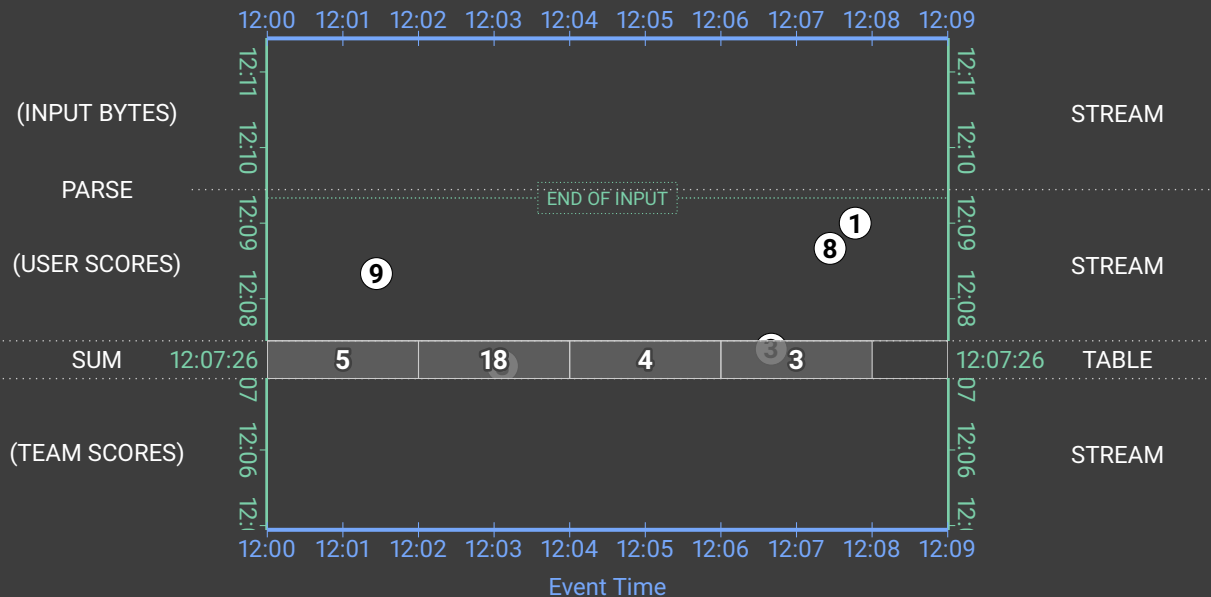 12:00 12:01 12:02 12:03 12:04 12:05 12:06 12:07 12:08 12:09
12:11 12:11
(INPUT BYTES) STREAM
12:10 12:10
PARSE
END OF INPUT
12:09 12:09
1
8
(USER SCORES) STREAM
9
12:08 12:08
3
SUM 12:07:26 5 18 4 3 12:07:26 TABLE
07 07
12:06 12:06
(TEAM SCORES) STREAM
12:00 12:01 12:02 12:03 12:04 12:05 12:06 12:07 12:08 12:09
Event Time